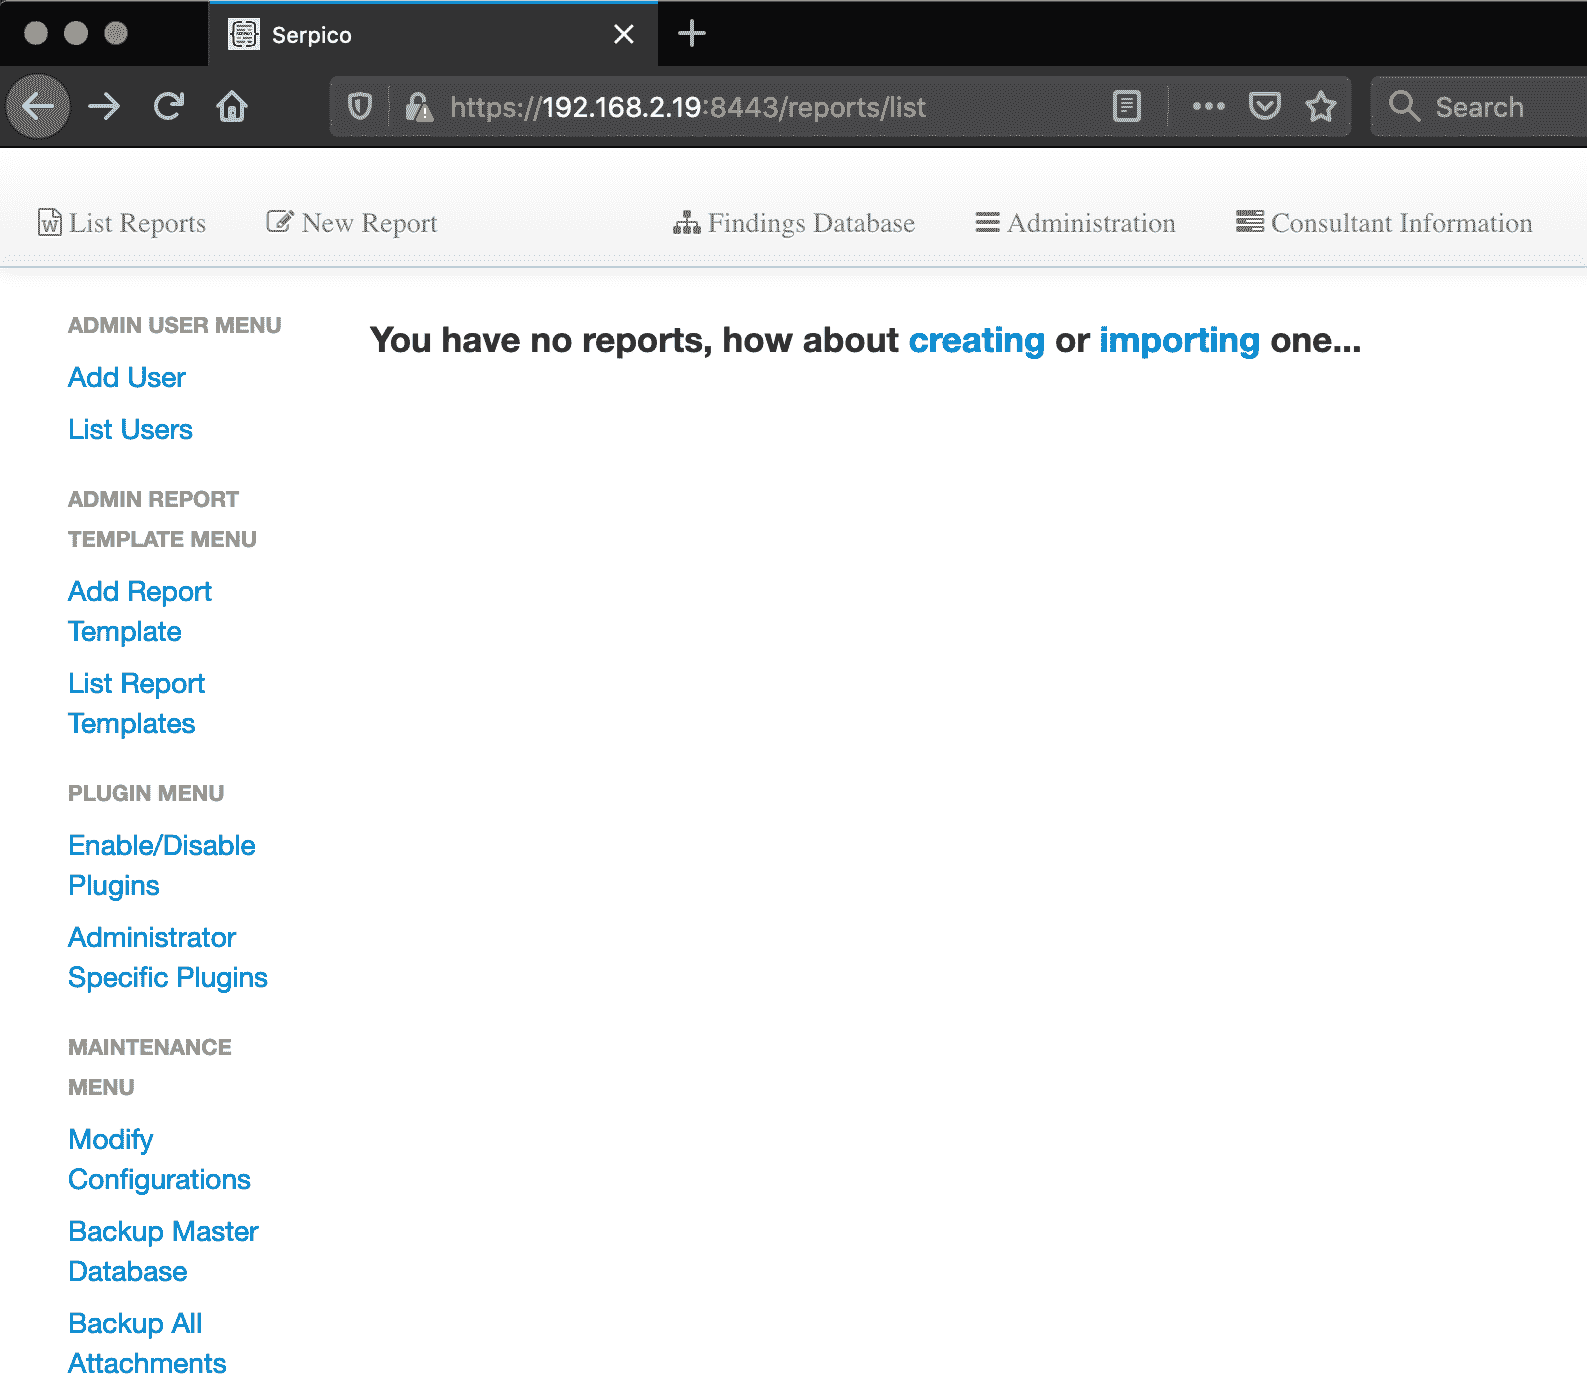 Serpico
https://192.168.2.19:8443/reports/list
Search
List Reports
New Report
Findings Database
Administration
Consultant Information
ADMIN USER MENU
Add User
List Users
ADMIN REPORT
TEMPLATE MENU
Add Report
Template
List Report
Templates
PLUGIN MENU
Enable/Disable
Plugins
Administrator
Specific Plugins
MAINTENANCE
MENU
Modify
Configurations
Backup Master
Database
Backup All
Attachments
You have no reports, how about creating or importing one...